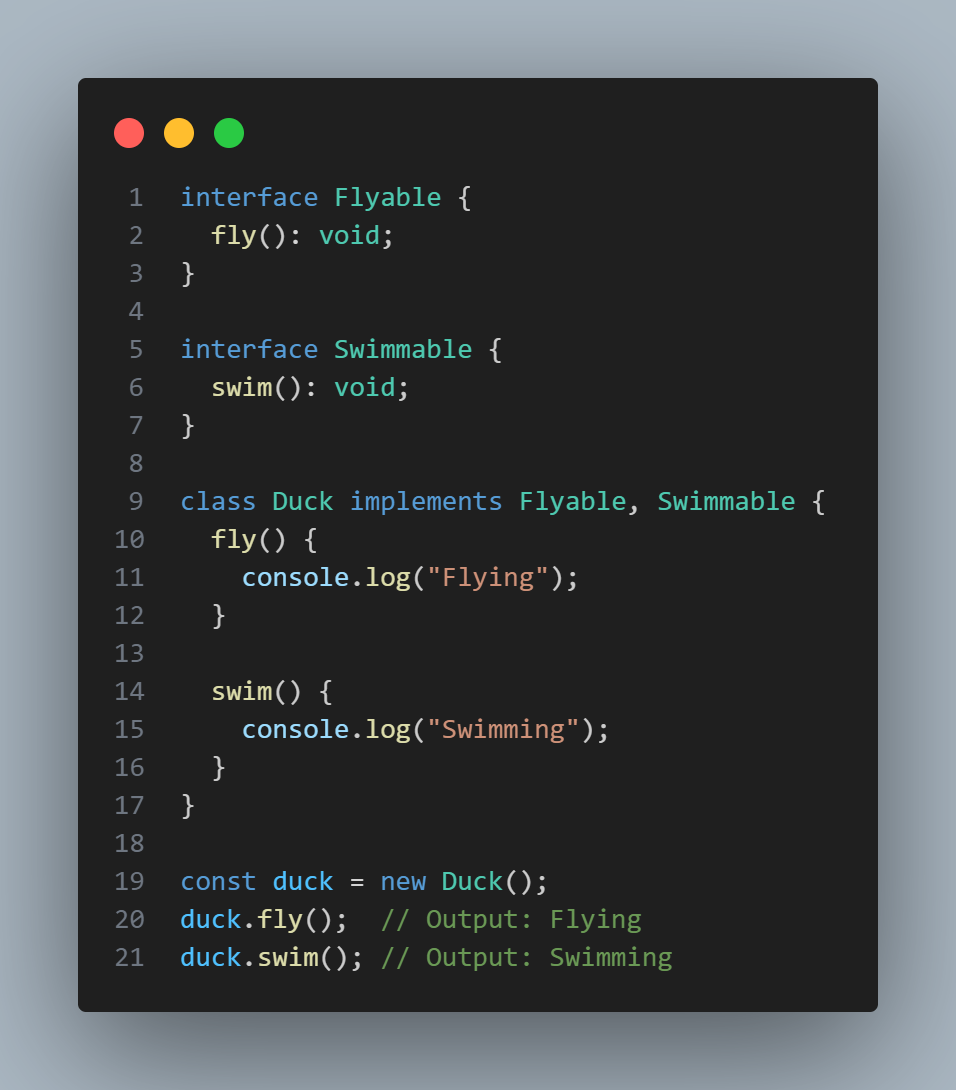 1 interface Flyable {
2   fly(): void;
3 }
4
5 interface Swimmable {
6   swim(): void;
7 }
8
9 class Duck implements Flyable, Swimmable {
10   fly() {
11     console.log("Flying");
12   }
13
14   swim() {
15     console.log("Swimming");
16   }
17 }
18
19 const duck = new Duck();
20 duck.fly();  // Output: Flying
21 duck.swim(); // Output: Swimming